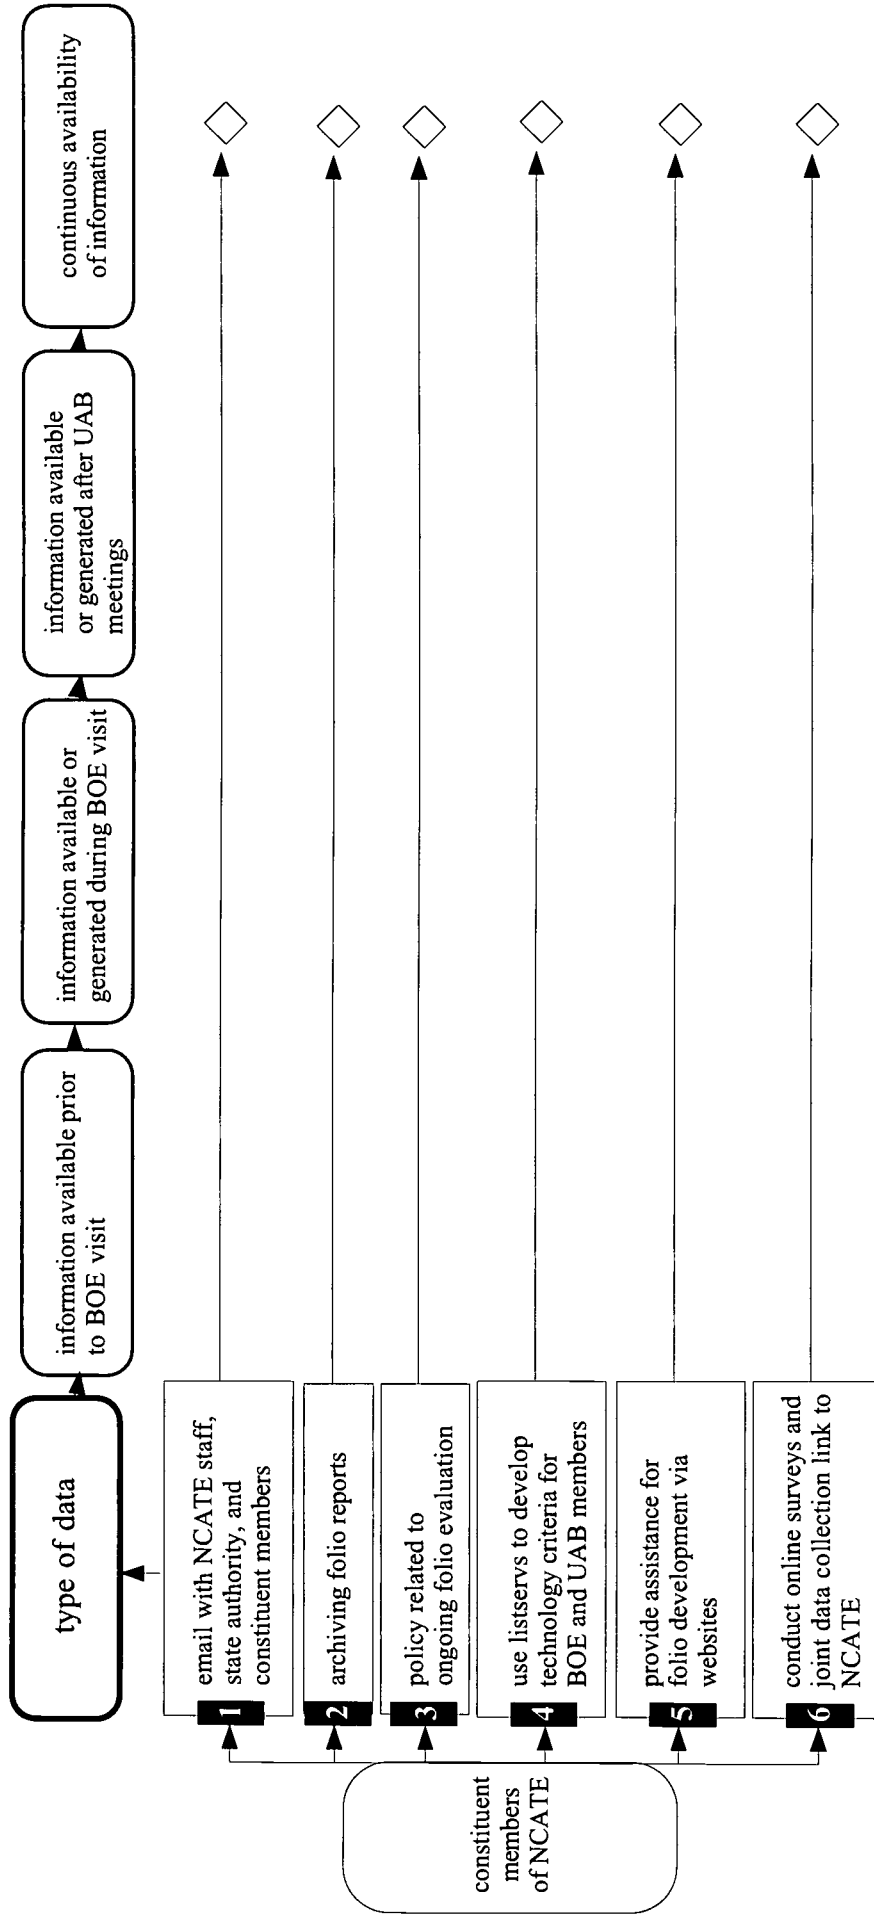 type of data
information available prior
to BOE visit
information available or
generated during BOE visit
information available
or generated after UAB
meetings
continuous availability
of information
constituent
members
of NCATE
1
email with NCATE staff,
state authority, and
constituent members
2
archiving folio reports
3
policy related to
ongoing folio evaluation
4
use listservs to develop
technology criteria for
BOE and UAB members
5
provide assistance for
folio development via
websites
6
conduct online surveys and
joint data collection link to
NCATE